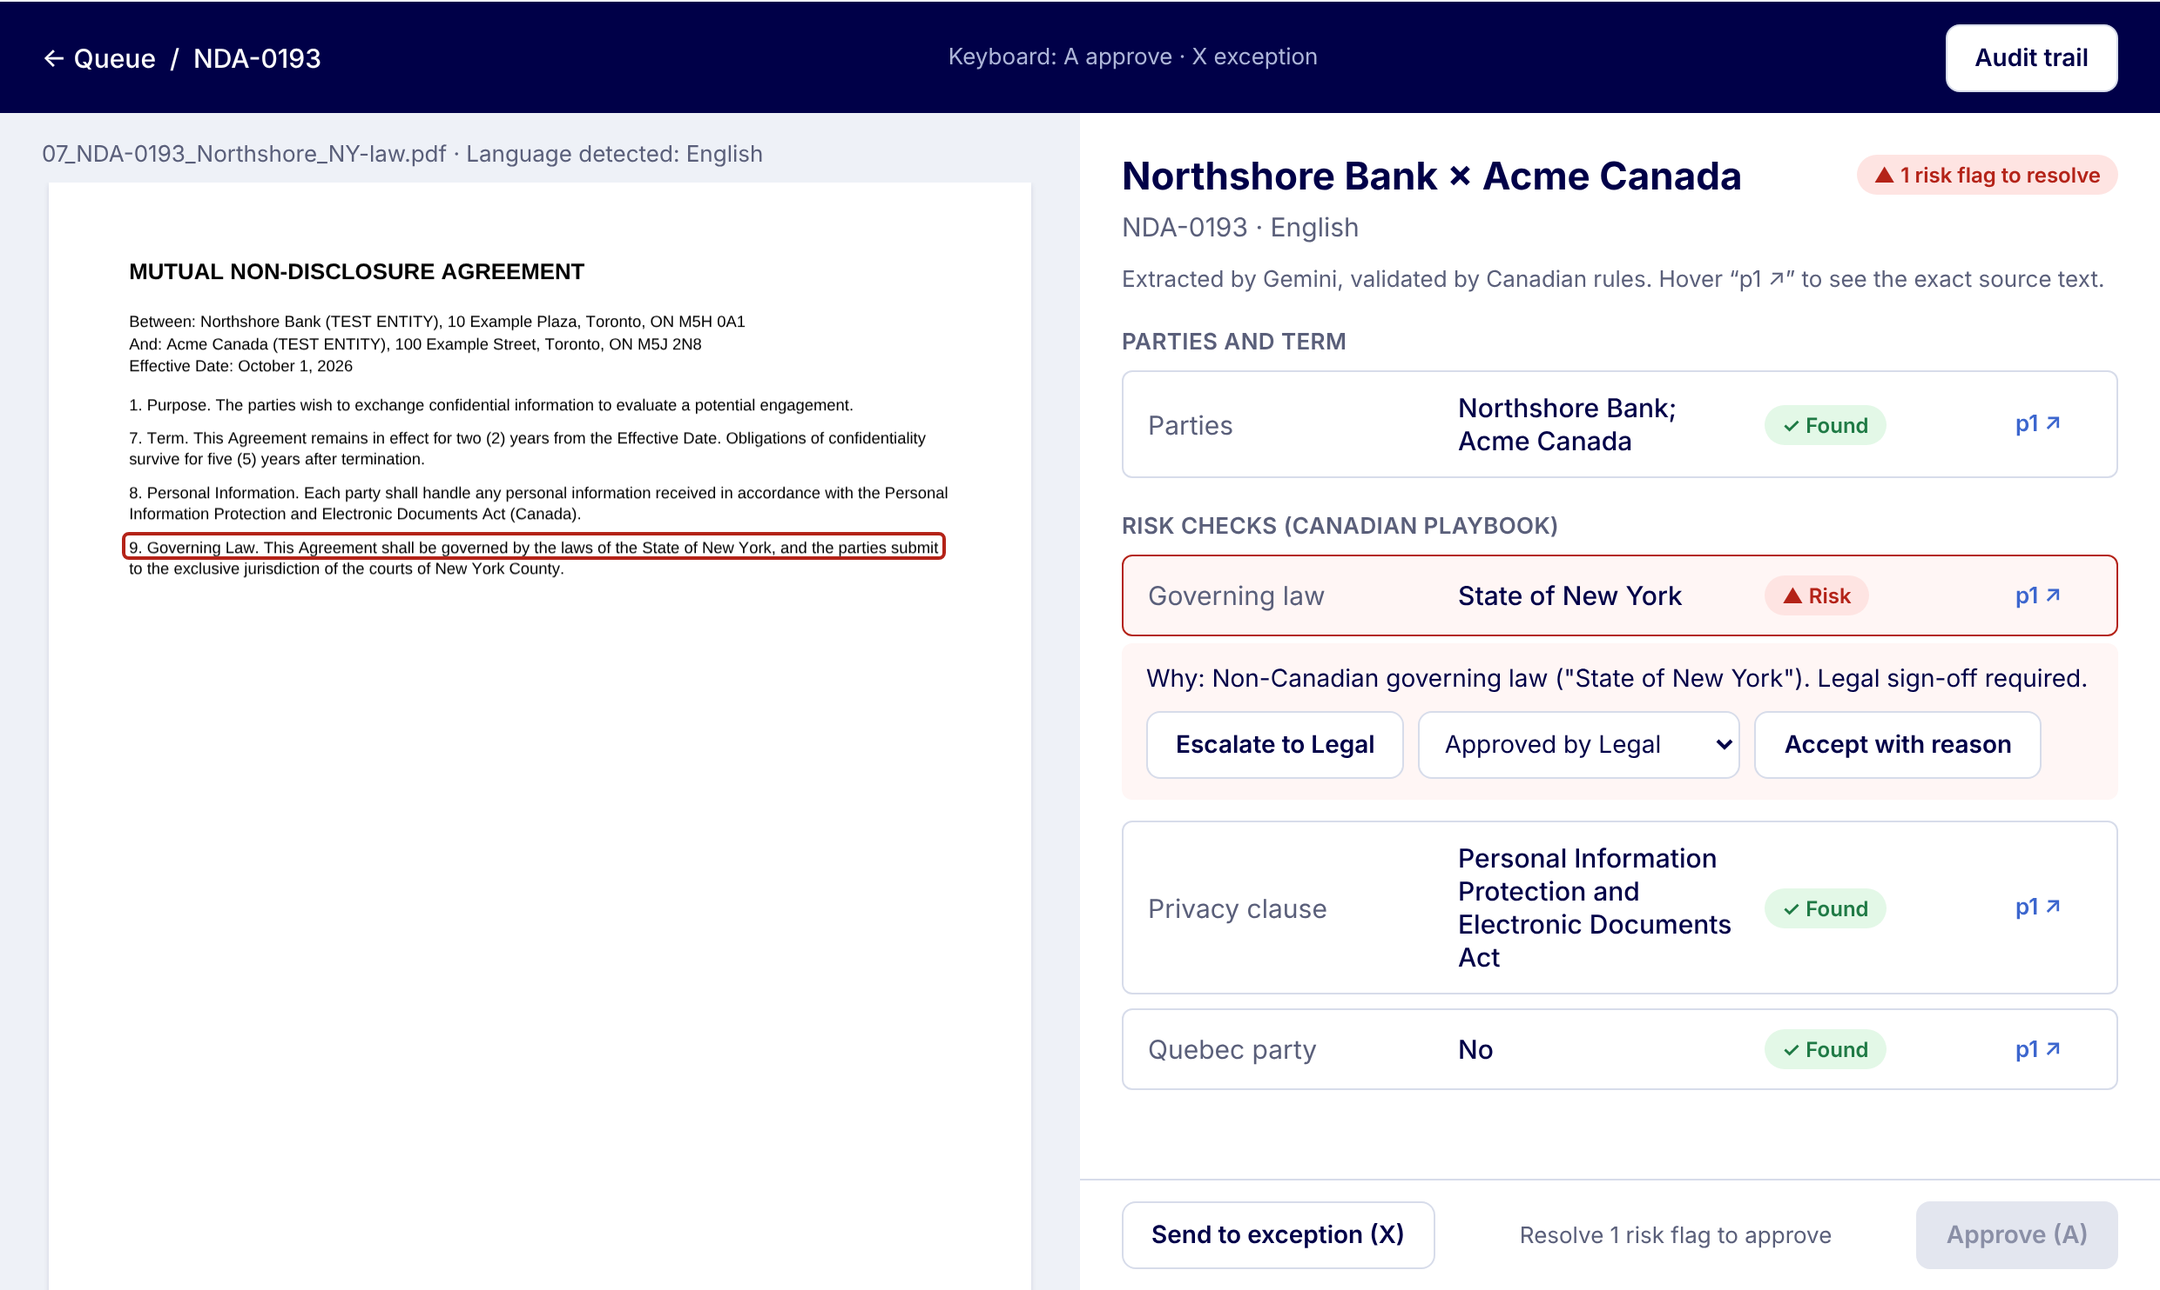 ← Queue / NDA-0193
Keyboard: A approve · X exception
Audit trail
07_NDA-0193_Northshore_NY-law.pdf · Language detected: English
MUTUAL NON-DISCLOSURE AGREEMENT
Between: Northshore Bank (TEST ENTITY), 10 Example Plaza, Toronto, ON M5H 0A1
And: Acme Canada (TEST ENTITY), 100 Example Street, Toronto, ON M5J 2N8
Effective Date: October 1, 2026
1. Purpose. The parties wish to exchange confidential information to evaluate a potential engagement.
7. Term. This Agreement remains in effect for two (2) years from the Effective Date. Obligations of confidentiality
survive for five (5) years after termination.
8. Personal Information. Each party shall handle any personal information received in accordance with the Personal
Information Protection and Electronic Documents Act (Canada).
9. Governing Law. This Agreement shall be governed by the laws of the State of New York, and the parties submit
to the exclusive jurisdiction of the courts of New York County.
Northshore Bank × Acme Canada
▲ 1 risk flag to resolve
NDA-0193 · English
Extracted by Gemini, validated by Canadian rules. Hover “p1 ↗” to see the exact source text.
PARTIES AND TERM
Parties
Northshore Bank;
Acme Canada
✓ Found
p1 ↗
RISK CHECKS (CANADIAN PLAYBOOK)
Governing law
State of New York
▲ Risk
p1 ↗
Why: Non-Canadian governing law ("State of New York"). Legal sign-off required.
Escalate to Legal
Approved by Legal
Accept with reason
Privacy clause
Personal Information
Protection and
Electronic Documents
Act
✓ Found
p1 ↗
Quebec party
No
✓ Found
p1 ↗
Send to exception (X)
Resolve 1 risk flag to approve
Approve (A)